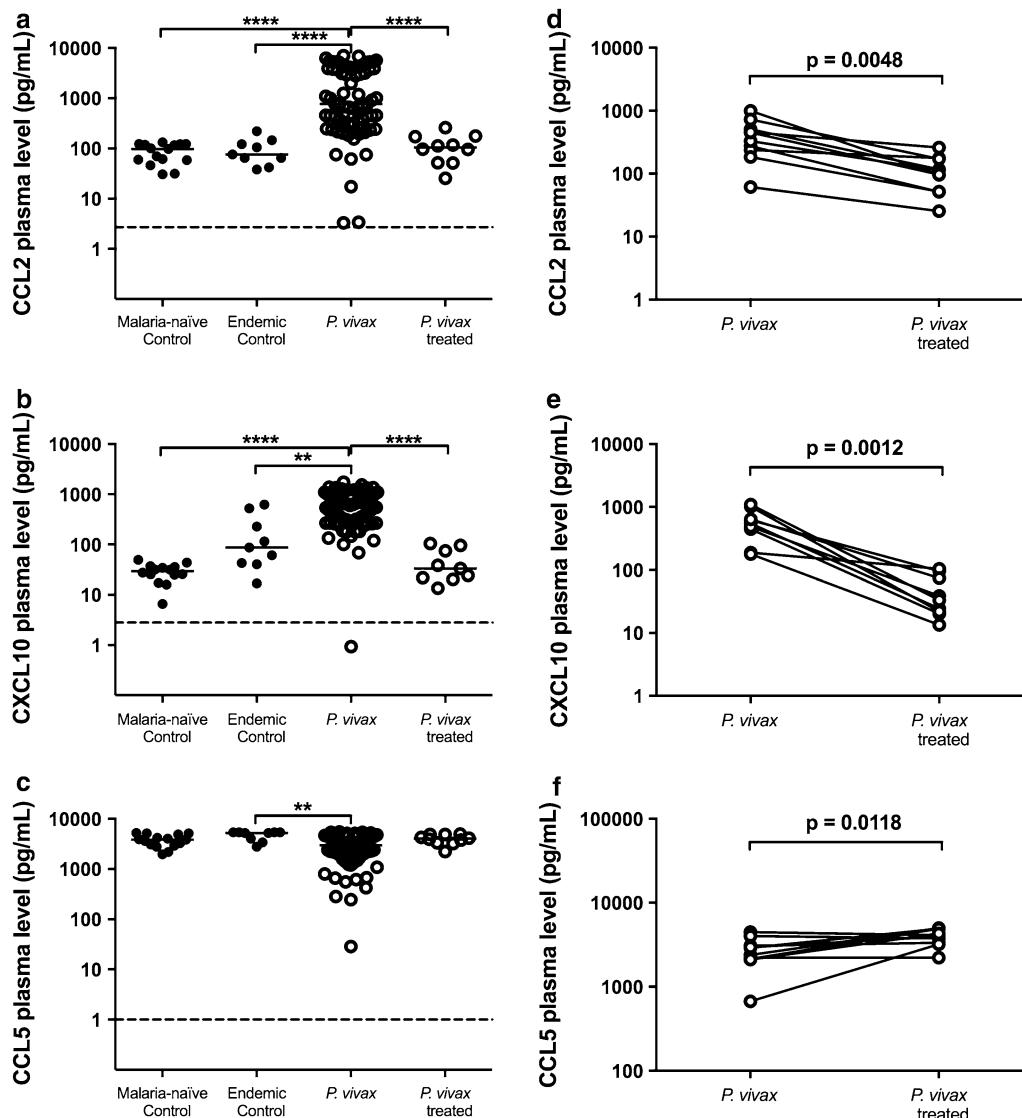 a
CCL2 plasma level (pg/mL)
10000
1000
100
10
1
****
****
****
Malaria-naïve
Control
Endemic
Control
P. vivax
P. vivax
treated
d
CCL2 plasma level (pg/mL)
10000
1000
100
10
1
p = 0.0048
P. vivax
P. vivax
treated
b
CXCL10 plasma level (pg/mL)
10000
1000
100
10
1
****
****
**
Malaria-naïve
Control
Endemic
Control
P. vivax
P. vivax
treated
e
CXCL10 plasma level (pg/mL)
10000
1000
100
10
1
p = 0.0012
P. vivax
P. vivax
treated
c
CCL5 plasma level (pg/mL)
10000
1000
100
10
1
**
Malaria-naïve
Control
Endemic
Control
P. vivax
P. vivax
treated
f
CCL5 plasma level (pg/mL)
100000
10000
1000
100
p = 0.0118
P. vivax
P. vivax
treated